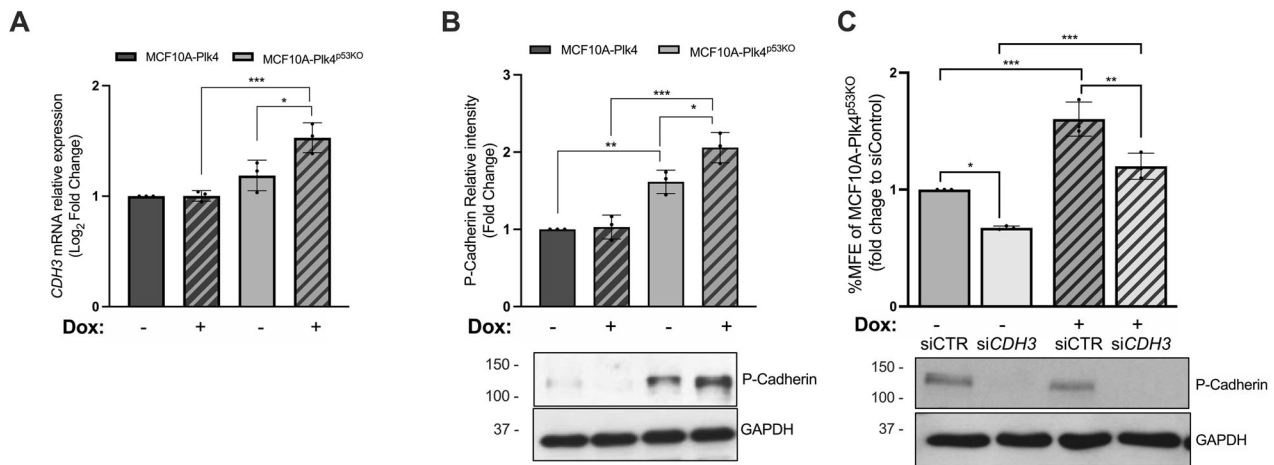 A
MCF10A-Plk4 MCF10A-Plk4p53KO
CDH3 mRNA relative expression
(Log2 Fold Change)
2
1
0
***
*
Dox: - + - +
B
MCF10A-Plk4 MCF10A-Plk4p53KO
P-Cadherin Relative intensity
(Fold Change)
3
2
1
0
***
*
**
Dox: - + - +
150 -
100 -
P-Cadherin
37 -
GAPDH
C
%MFE of MCF10A-Plk4p53KO
(fold chage to siControl)
2
1
0
***
***
**
*
Dox: - - + +
siCTR siCDH3 siCTR siCDH3
150 -
100 -
P-Cadherin
37 -
GAPDH